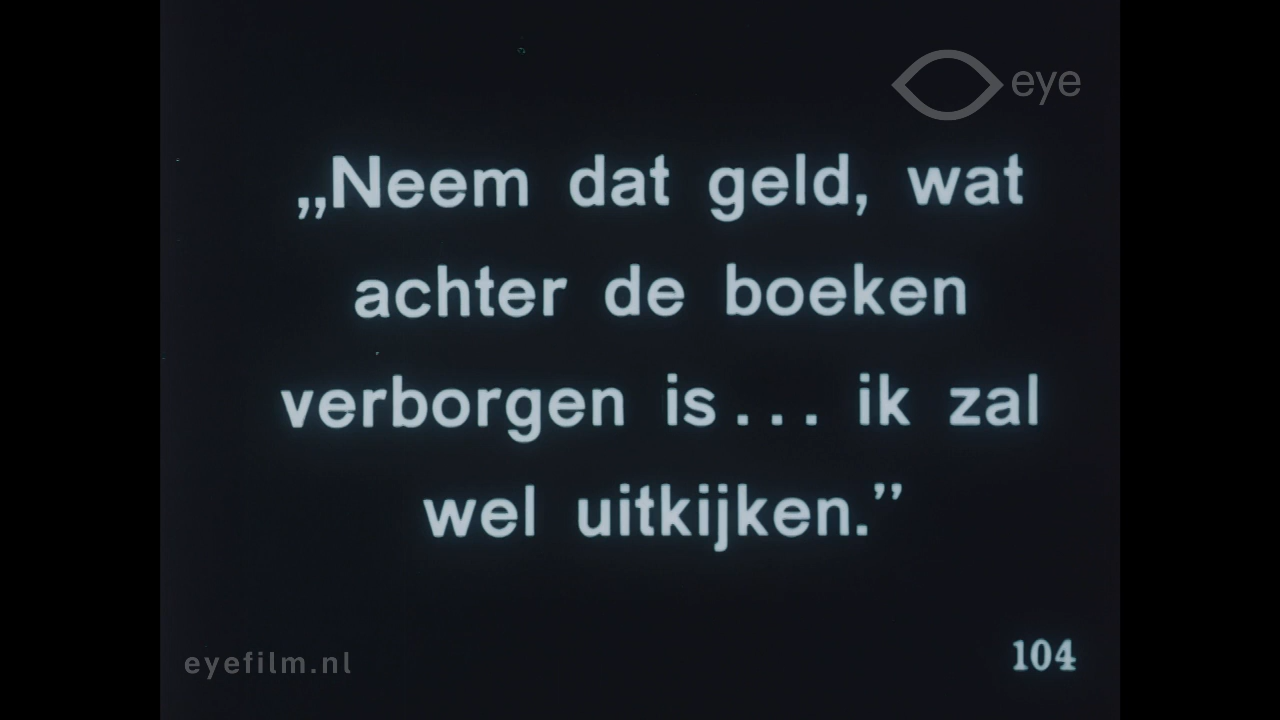 eye
„Neem dat geld, wat
achter de boeken
verborgen is... ik zal
wel uitkijken.”
eyefilm.nl
104